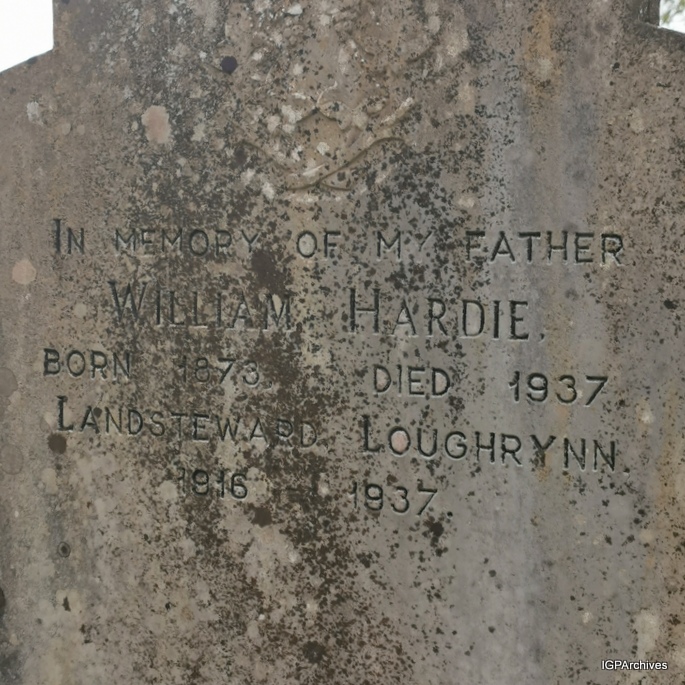 IN MEMORY OF MY FATHER
WILLIAM HARDIE.
BORN 1873. DIED 1937
LANDSTEWARD LOUGHRYNN.
1916 1937.
IGPArchives